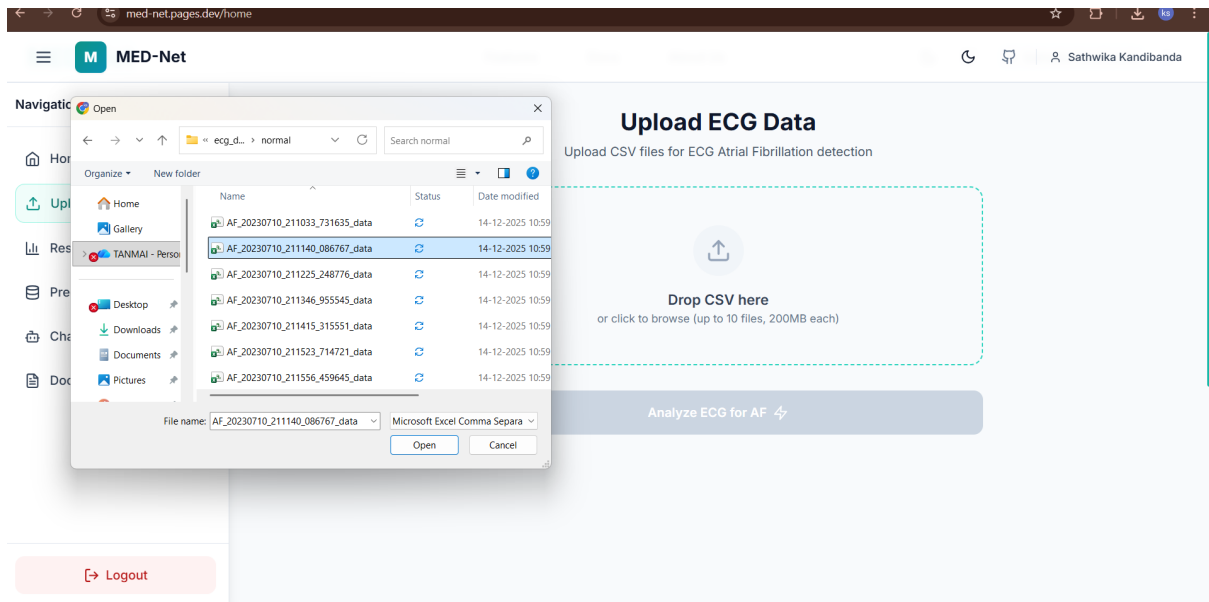 med-net.pages.dev/home
ks
M MED-Net
Sathwika Kandibanda
Navigatio
Hor
Upl
Res
Pre
Cha
Doc
Logout
Open
« ecg_d... > normal
Search normal
Organize
New folder
Home
Gallery
TANMAI - Perso
Desktop
Downloads
Documents
Pictures
Name Status Date modified
AF_20230710_211033_731635_data 14-12-2025 10:59
AF_20230710_211140_086767_data 14-12-2025 10:59
AF_20230710_211225_248776_data 14-12-2025 10:59
AF_20230710_211346_955545_data 14-12-2025 10:59
AF_20230710_211415_315551_data 14-12-2025 10:59
AF_20230710_211523_714721_data 14-12-2025 10:59
AF_20230710_211556_459645_data 14-12-2025 10:59
File name: AF_20230710_211140_086767_data Microsoft Excel Comma Separa
Open Cancel
Upload ECG Data
Upload CSV files for ECG Atrial Fibrillation detection
Drop CSV here
or click to browse (up to 10 files, 200MB each)
Analyze ECG for AF